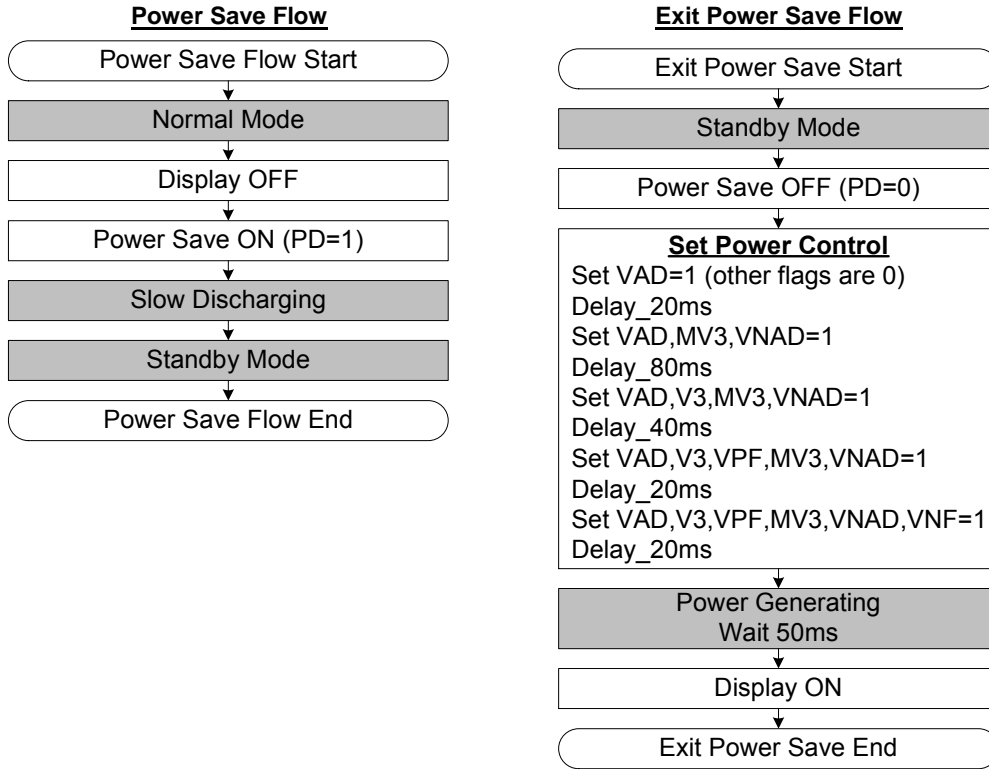 Power Save Flow
Power Save Flow Start
Normal Mode
Display OFF
Power Save ON (PD=1)
Slow Discharging
Standby Mode
Power Save Flow End
Exit Power Save Flow
Exit Power Save Start
Standby Mode
Power Save OFF (PD=0)
Set Power Control
Set VAD=1 (other flags are 0)
Delay_20ms
Set VAD,MV3,VNAD=1
Delay_80ms
Set VAD,V3,MV3,VNAD=1
Delay_40ms
Set VAD,V3,VPF,MV3,VNAD=1
Delay_20ms
Set VAD,V3,VPF,MV3,VNAD,VNF=1
Delay_20ms
Power Generating
Wait 50ms
Display ON
Exit Power Save End